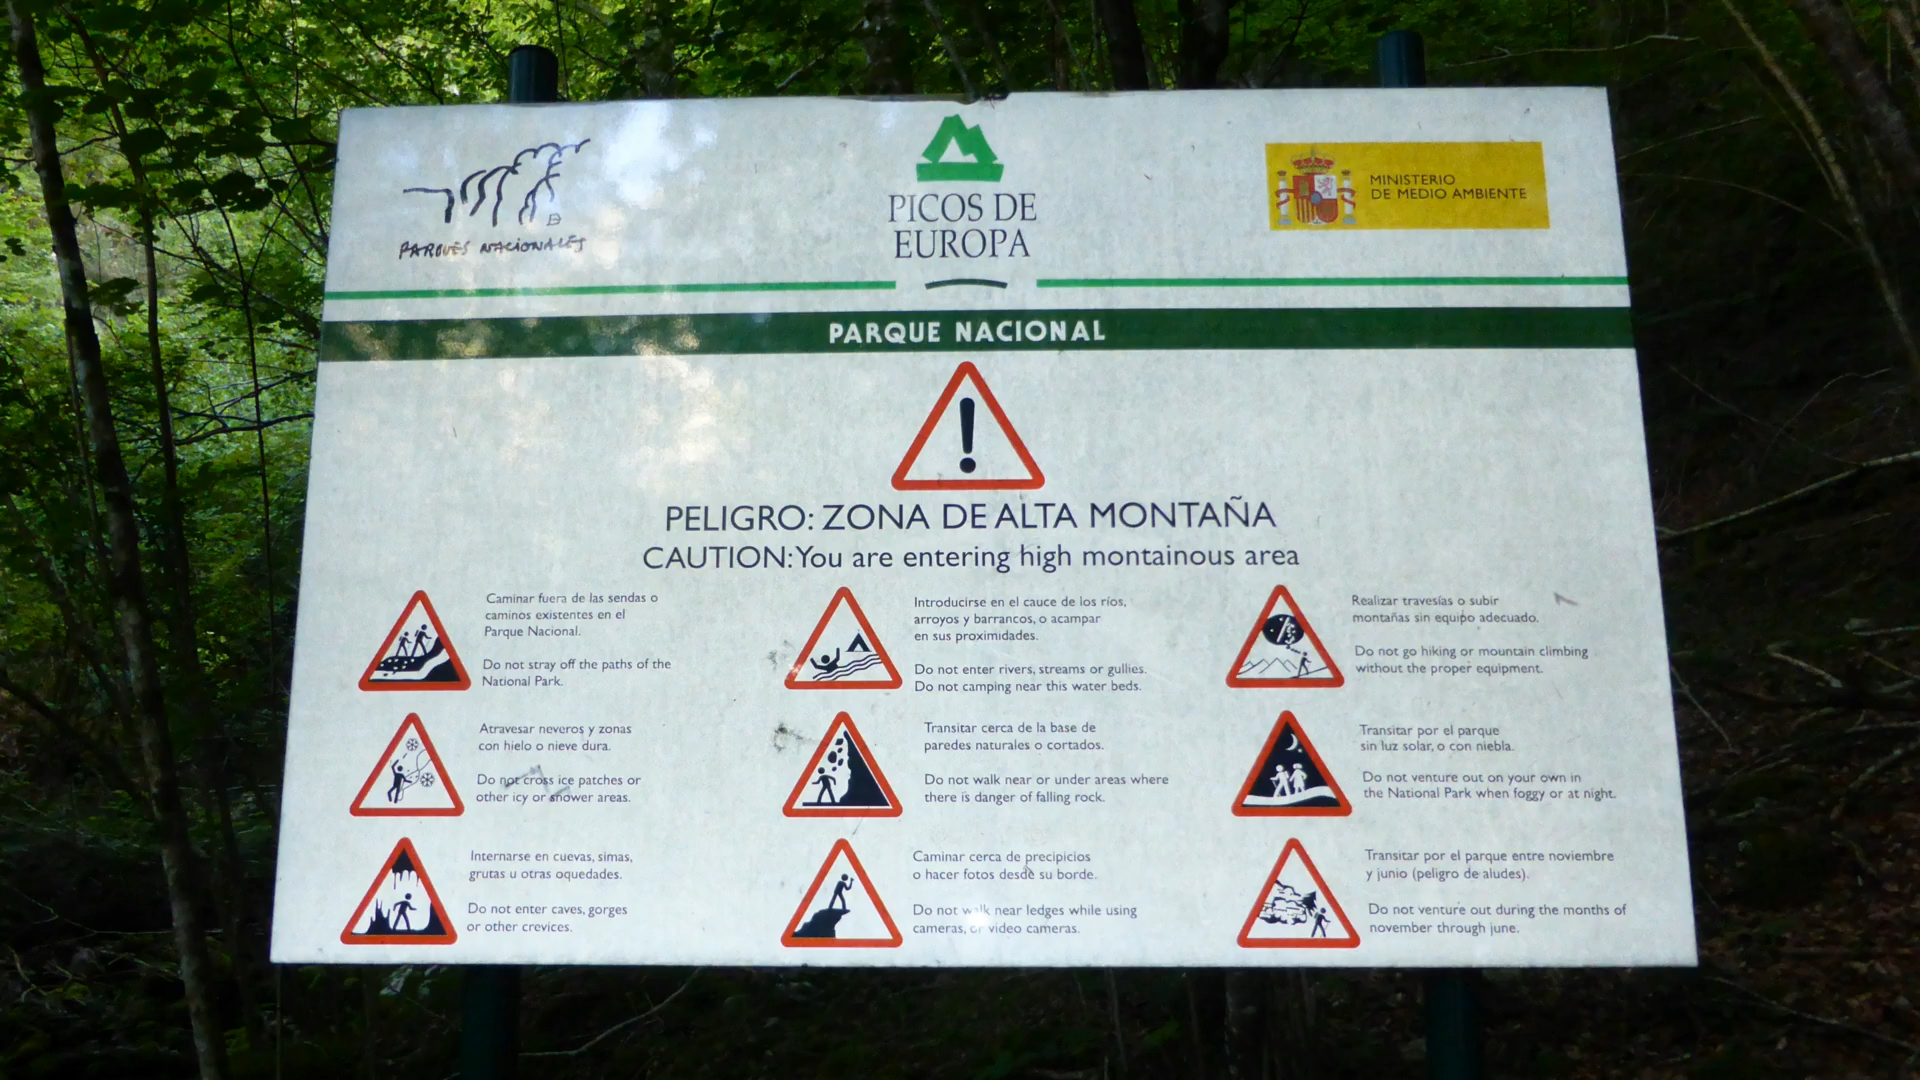 PARQUES NACIONALES
PICOS DE
EUROPA
MINISTERIO
DE MEDIO AMBIENTE
PARQUE NACIONAL
!
PELIGRO: ZONA DE ALTA MONTAÑA
CAUTION: You are entering high montainous area
Caminar fuera de las sendas o
caminos existentes en el
Parque Nacional.
Do not stray off the paths of the
National Park.
Introducirse en el cauce de los ríos,
arroyos y barrancos, o acampar
en sus proximidades.
Do not enter rivers, streams or gullies.
Do not camping near this water beds.
Realizar travesías o subir
montañas sin equipo adecuado.
Do not go hiking or mountain climbing
without the proper equipment.
Atravesar neveros y zonas
con hielo o nieve dura.
Do not cross ice patches or
other icy or snower areas.
Transitar cerca de la base de
paredes naturales o cortados.
Do not walk near or under areas where
there is danger of falling rock.
Transitar por el parque
sin luz solar, o con niebla.
Do not venture out on your own in
the National Park when foggy or at night.
Internarse en cuevas, simas,
grutas u otras oquedades.
Do not enter caves, gorges
or other crevices.
Caminar cerca de precipicios
o hacer fotos desde su borde.
Do not walk near ledges while using
cameras, or video cameras.
Transitar por el parque entre noviembre
y junio (peligro de aludes).
Do not venture out during the months of
november through june.